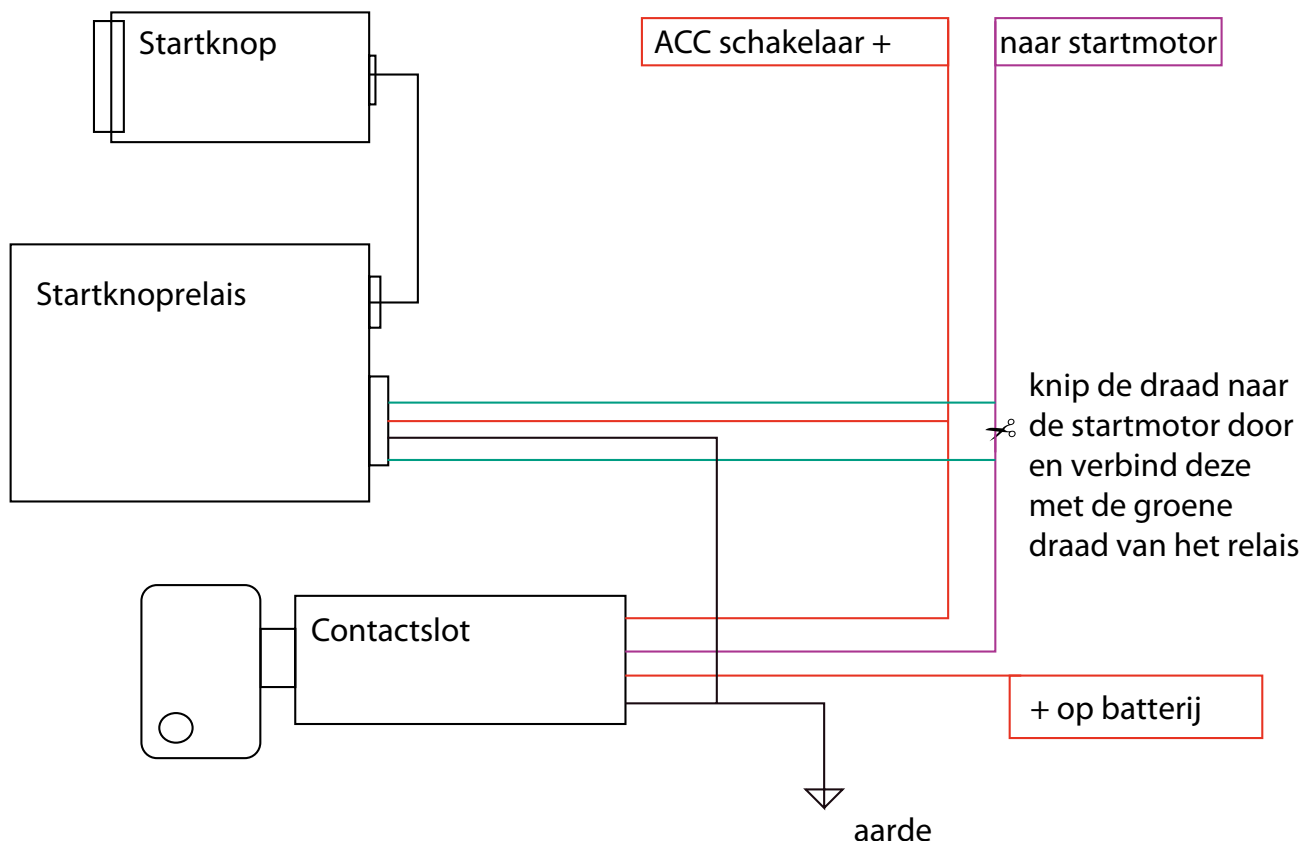 Startknop
ACC schakelaar +
naar startmotor
Startknoprelais
knip de draad naar
de startmotor door
en verbind deze
met de groene
draad van het relais
Contactslot
+ op batterij
aarde